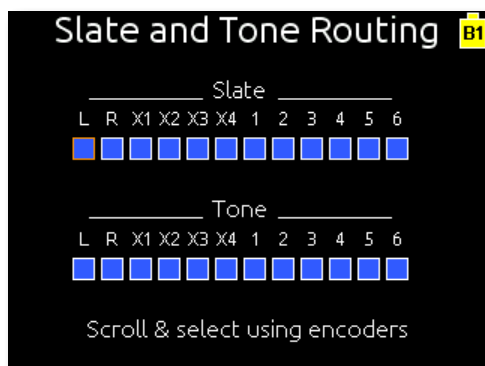 Slate and Tone Routing B1
Slate
L R X1 X2 X3 X4 1 2 3 4 5 6
Tone
L R X1 X2 X3 X4 1 2 3 4 5 6
Scroll & select using encoders